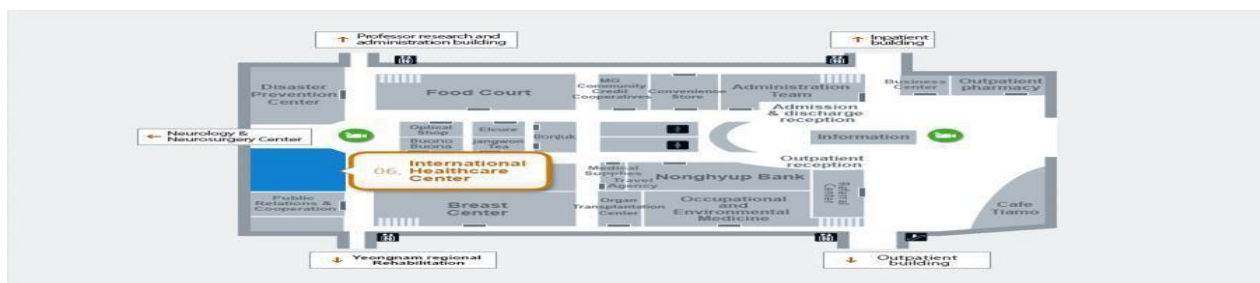 Professor research and
administration building
Inpatient
building
Disaster
Prevention
Center
Food Court
MG
Community
Credit
Cooperatives
Convenience
Store
Administration
Team
Business
Center
Outpatient
pharmacy
Admission
& discharge
reception
Neurology &
Neurosurgery Center
Optical
Shop
Elcure
Bonjuk
Buono
Buona
Jangwon
Tea
Information
06. International
Healthcare
Center
Outpatient
reception
Medical
Supplies
Travel
Agency
Nonghyup Bank
Referral
Center
Public
Relations &
Cooperation
Breast
Center
Organ
Transplantation
Center
Occupational
and
Environmental
Medicine
Cafe
Tiamo
Yeongnam regional
Rehabilitation
Outpatient
building